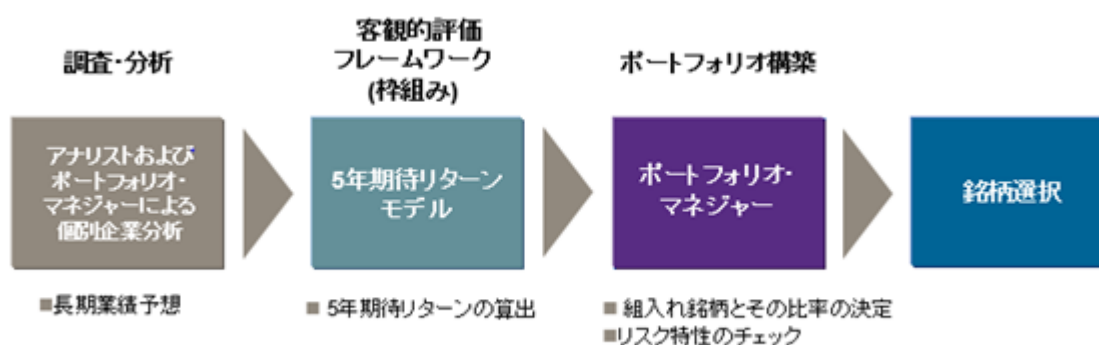 調査・分析
客観的評価
フレームワーク
(枠組み)
ポートフォリオ構築
アナリストおよび
ポートフォリオ・
マネジャーによる
個別企業分析
5年期待リターン
モデル
ポートフォリオ・
マネジャー
銘柄選択
■長期業績予想
■ 5年期待リターンの算出
■ 組入れ銘柄とその比率の決定
■リスク特性のチェック